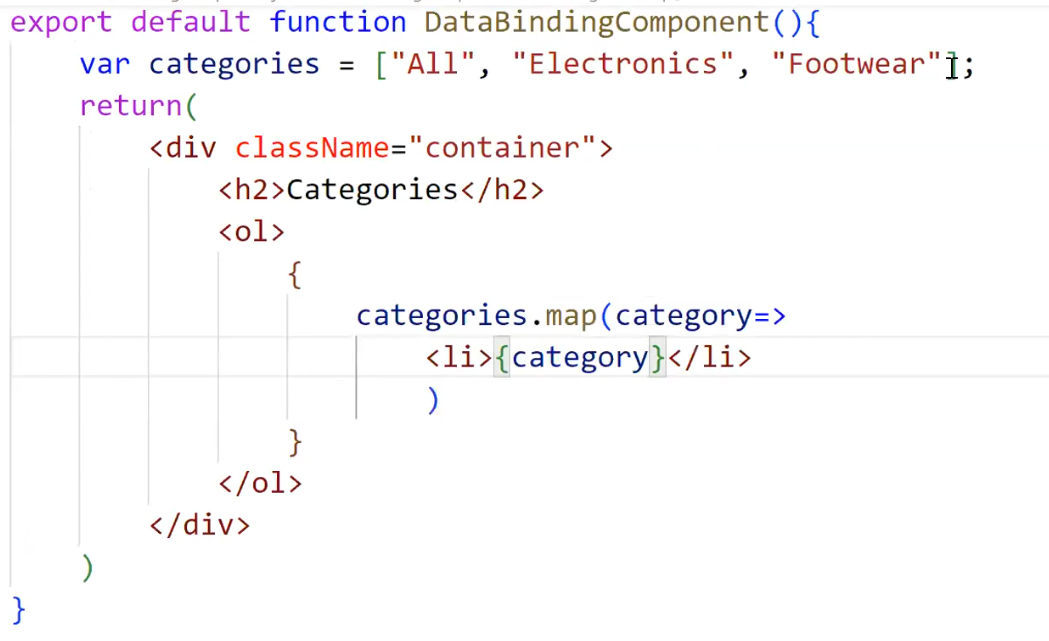 export default function DataBindingComponent(){
    var categories = ["All", "Electronics", "Footwear"];
    return(
        <div className="container">
            <h2>Categories</h2>
            <ol>
                {
                    categories.map(category=>
                        <li>{category}</li>
                        )
                }
            </ol>
        </div>
    )
}